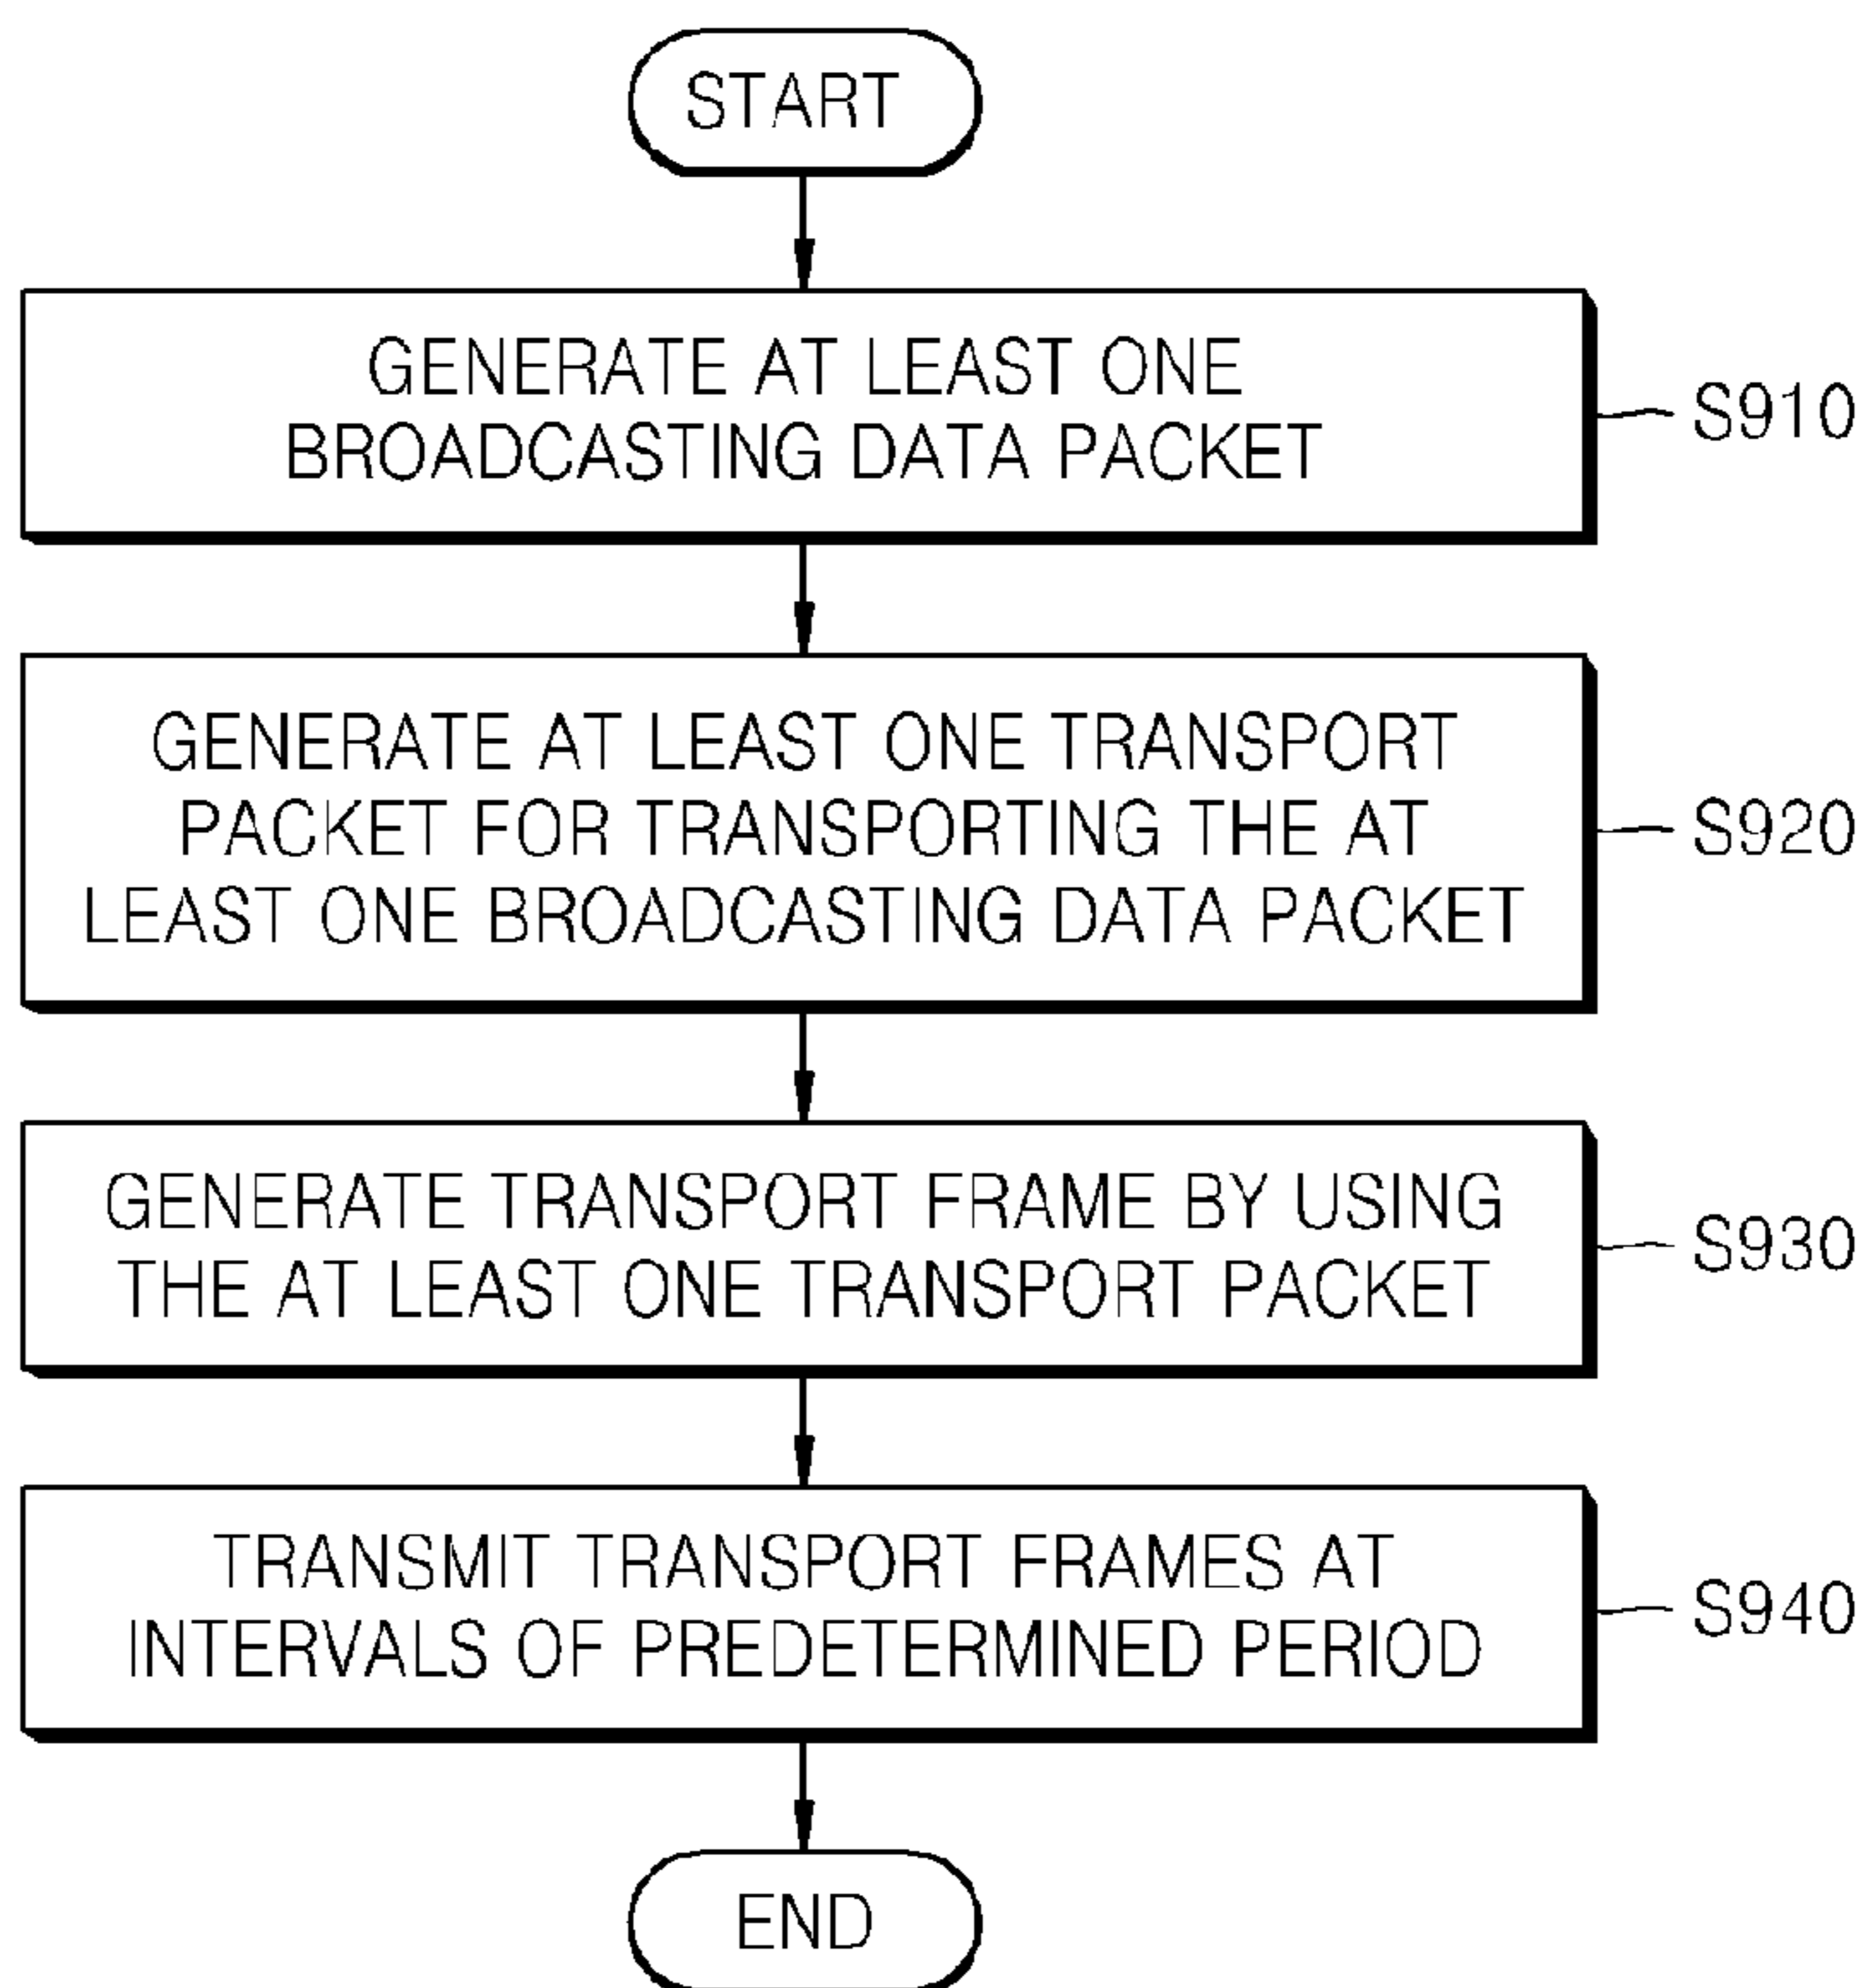 START
GENERATE AT LEAST ONE
BROADCASTING DATA PACKET
S910
GENERATE AT LEAST ONE TRANSPORT
PACKET FOR TRANSPORTING THE AT
LEAST ONE BROADCASTING DATA PACKET
S920
GENERATE TRANSPORT FRAME BY USING
THE AT LEAST ONE TRANSPORT PACKET
S930
TRANSMIT TRANSPORT FRAMES AT
INTERVALS OF PREDETERMINED PERIOD
S940
END